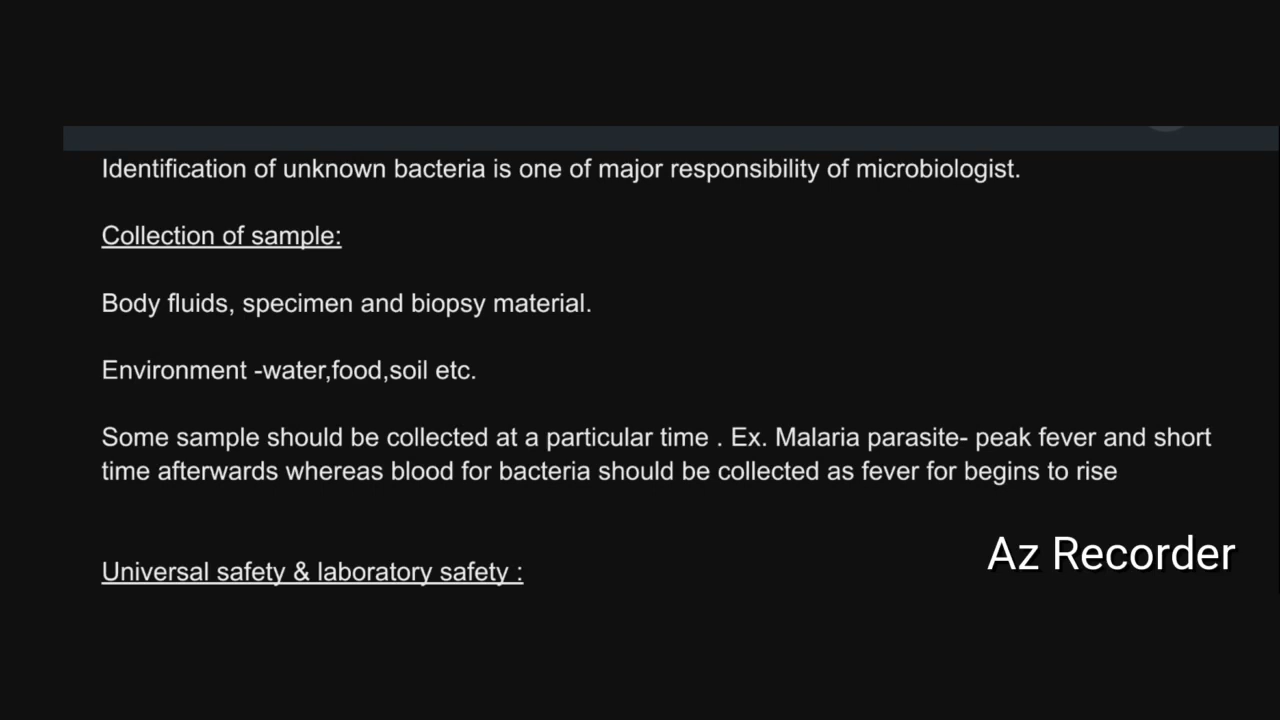 Identification of unknown bacteria is one of major responsibility of microbiologist.
Collection of sample:
Body fluids, specimen and biopsy material.
Environment -water,food,soil etc.
Some sample should be collected at a particular time . Ex. Malaria parasite- peak fever and short
time afterwards whereas blood for bacteria should be collected as fever for begins to rise
Az Recorder
Universal safety & laboratory safety :